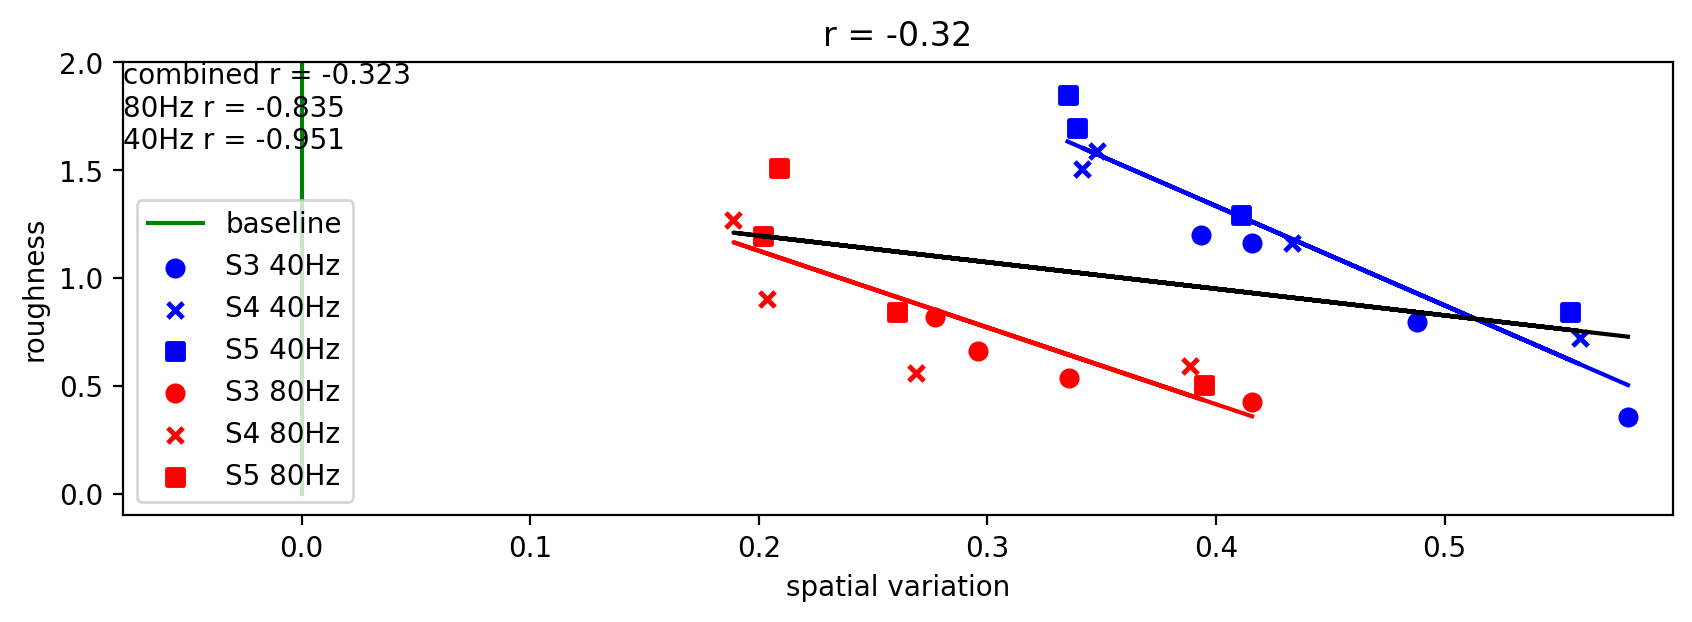 r = -0.32
combined r = -0.323
80Hz r = -0.835
40Hz r = -0.951
baseline
S3 40Hz
S4 40Hz
S5 40Hz
S3 80Hz
S4 80Hz
S5 80Hz
2.0
1.5
1.0
0.5
0.0
roughness
0.0 0.1 0.2 0.3 0.4 0.5
spatial variation